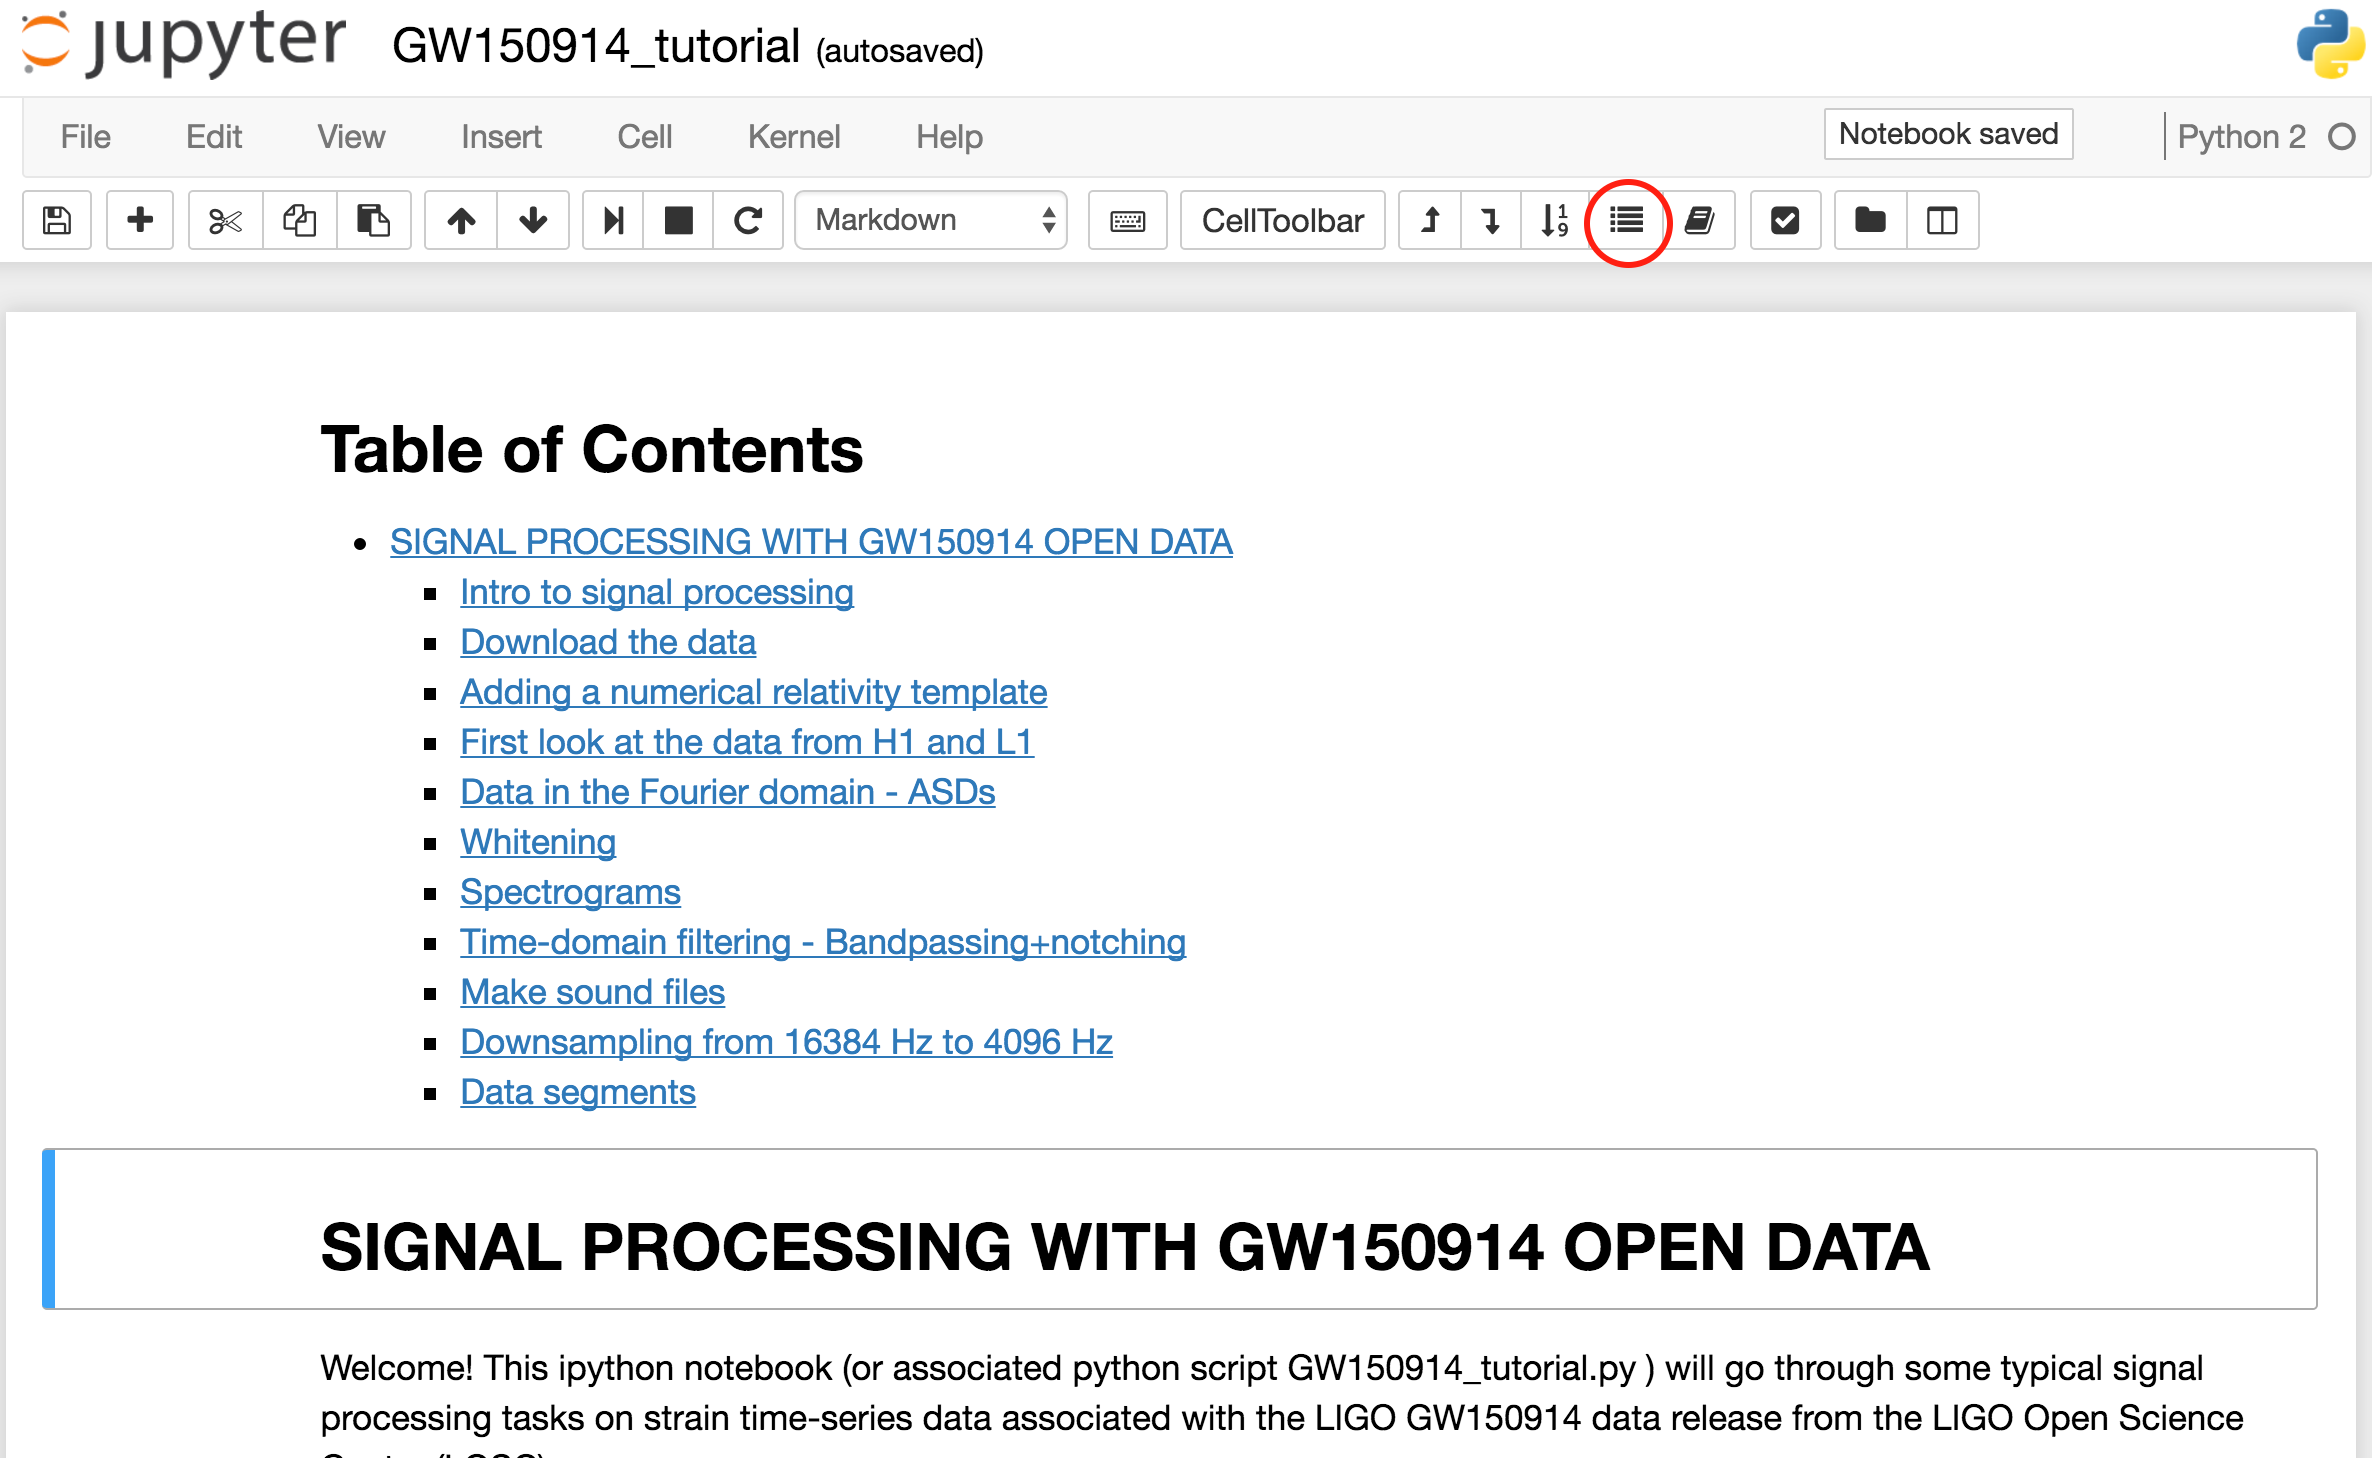 jupyter GW150914_tutorial (autosaved)
File Edit View Insert Cell Kernel Help Notebook saved Python 2
Markdown CellToolbar 1 9
Table of Contents
SIGNAL PROCESSING WITH GW150914 OPEN DATA
Intro to signal processing
Download the data
Adding a numerical relativity template
First look at the data from H1 and L1
Data in the Fourier domain - ASDs
Whitening
Spectrograms
Time-domain filtering - Bandpassing+notching
Make sound files
Downsampling from 16384 Hz to 4096 Hz
Data segments
SIGNAL PROCESSING WITH GW150914 OPEN DATA
Welcome! This ipython notebook (or associated python script GW150914_tutorial.py ) will go through some typical signal
processing tasks on strain time-series data associated with the LIGO GW150914 data release from the LIGO Open Science